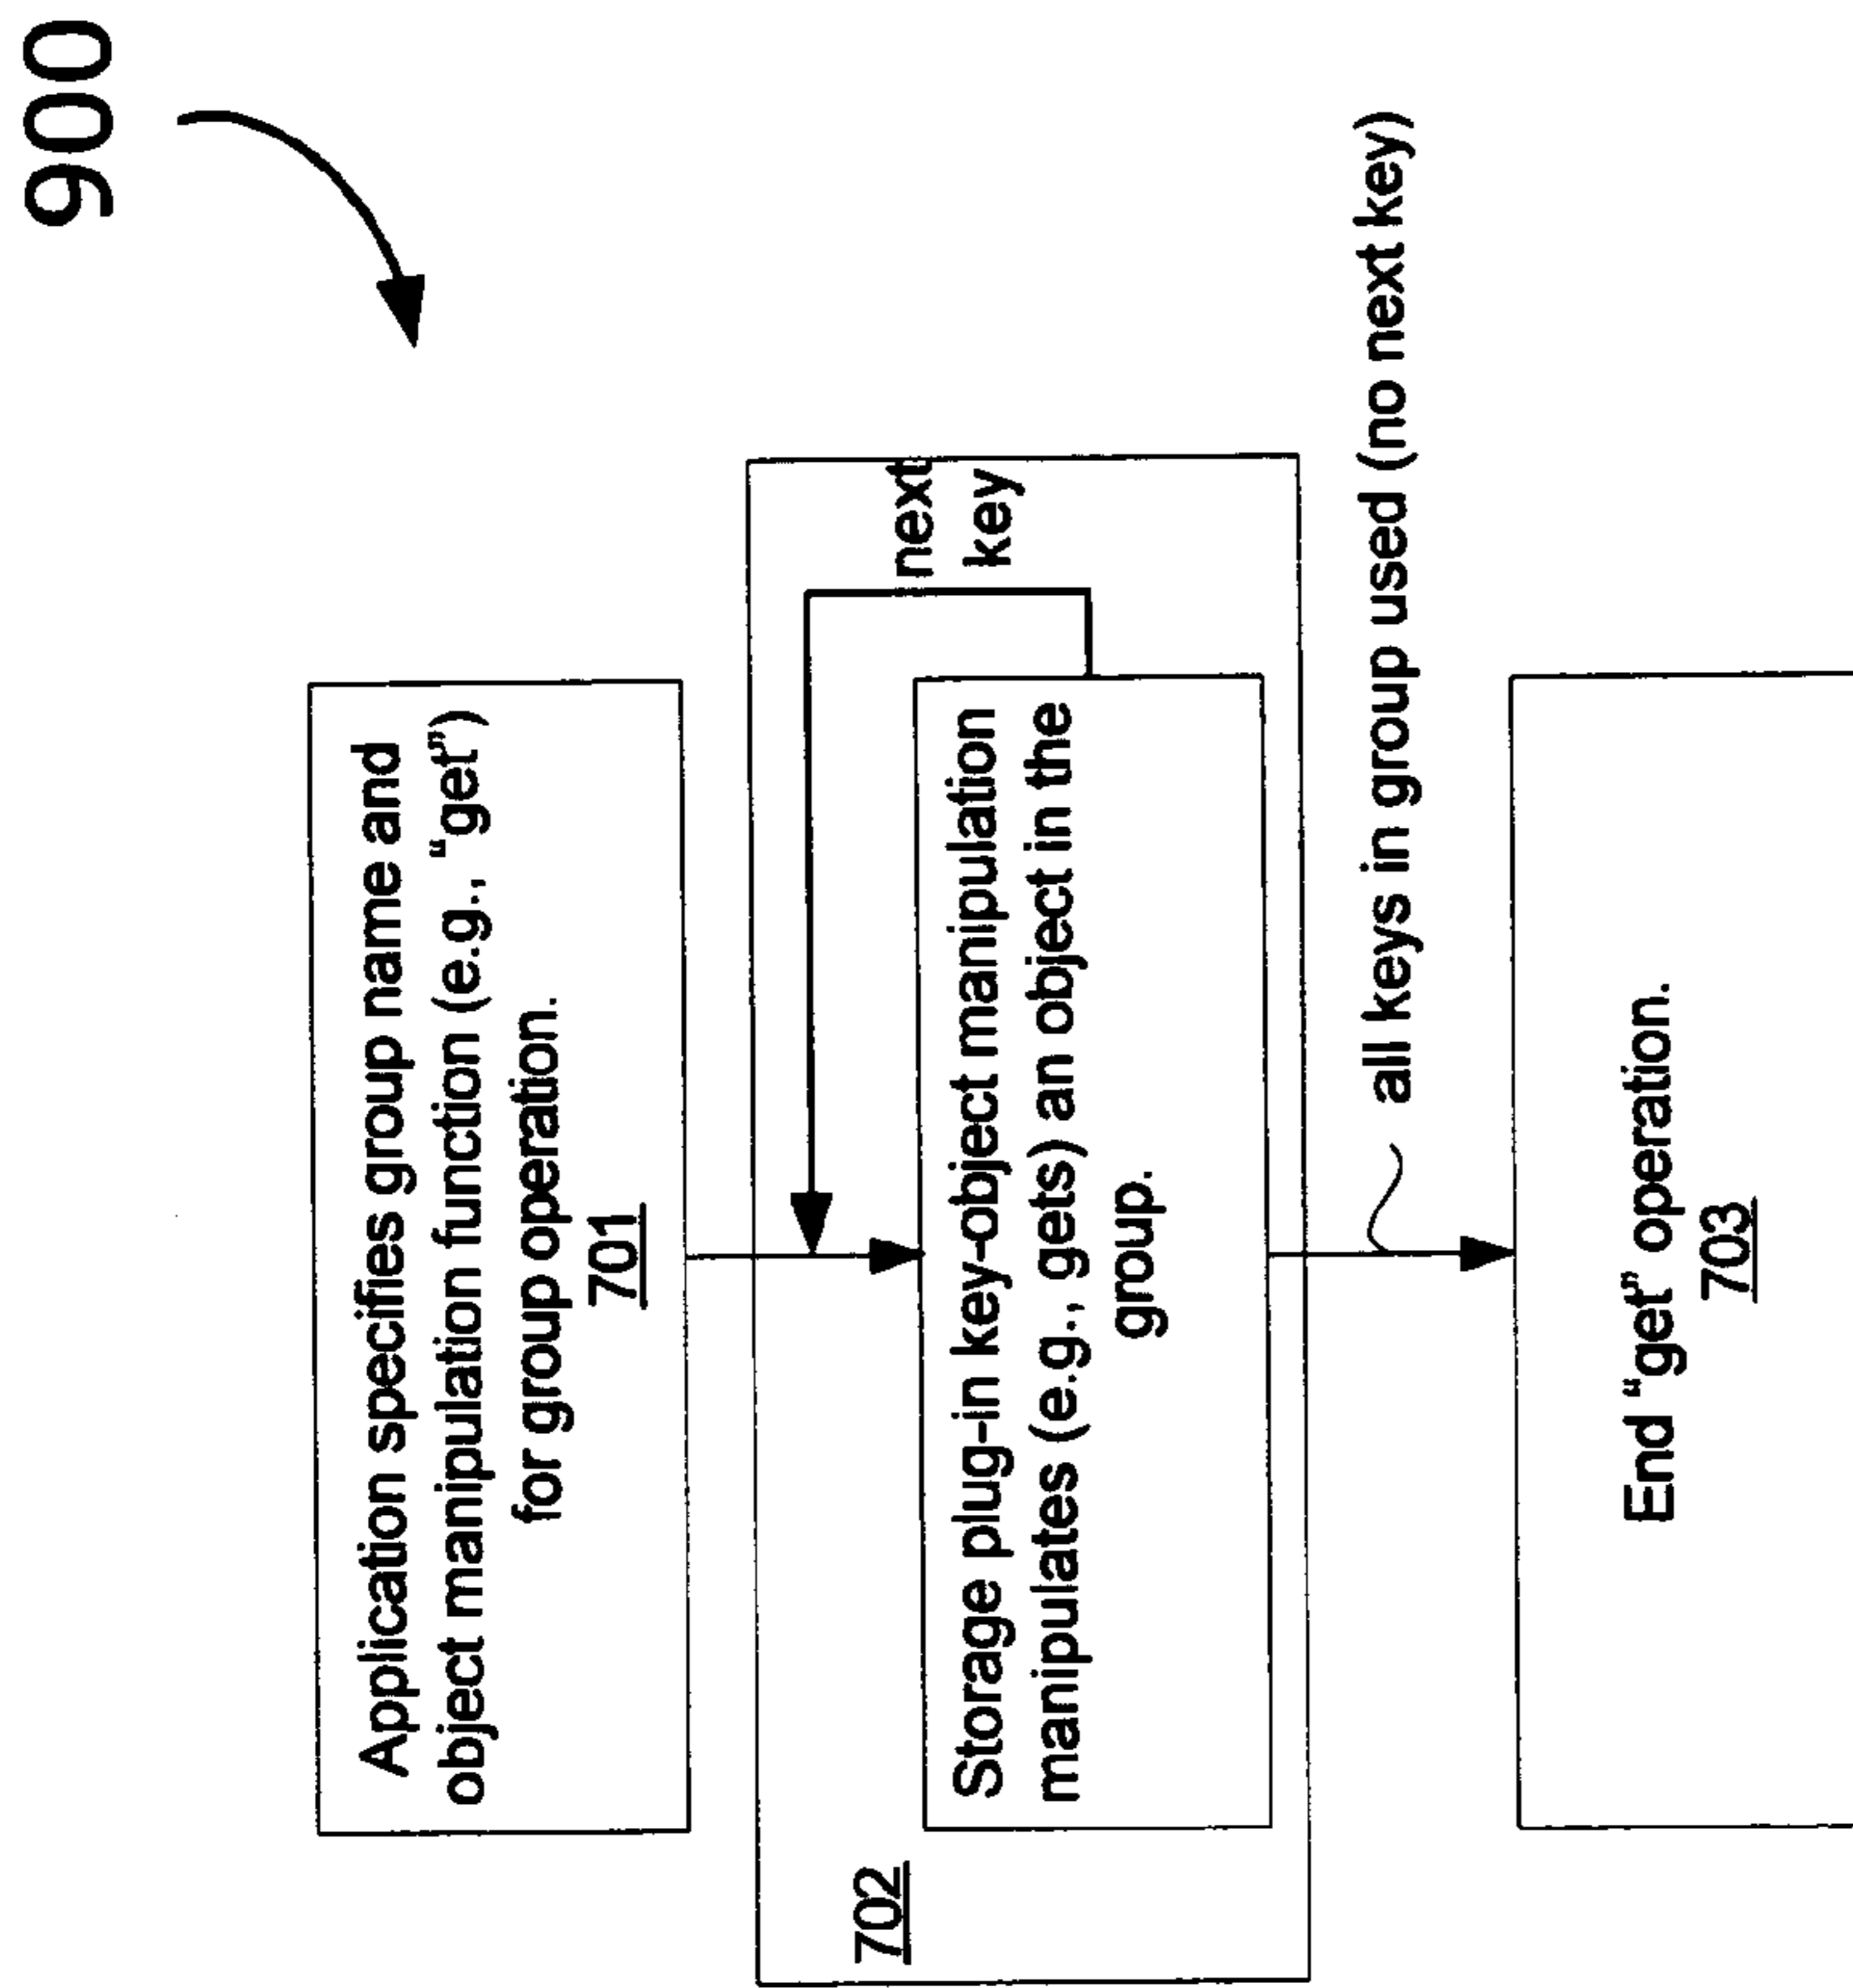 900
Application specifies group name and
object manipulation function (e.g., “get”)
for group operation.
701
next
key
Storage plug-in key-object manipulation
manipulates (e.g., gets) an object in the
group.
702
all keys in group used (no next key)
End “get” operation.
703